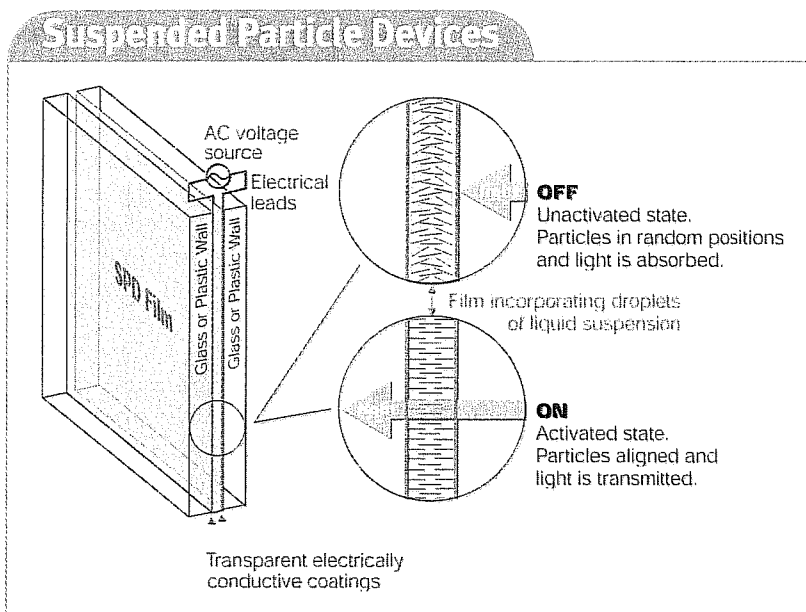 Suspended Particle Devices
AC voltage
source
Electrical
leads
SPD Film
Glass or Plastic Wall
Glass or Plastic Wall
OFF
Unactivated state.
Particles in random positions
and light is absorbed.
Film incorporating droplets
of liquid suspension
ON
Activated state.
Particles aligned and
light is transmitted.
Transparent electrically
conductive coatings